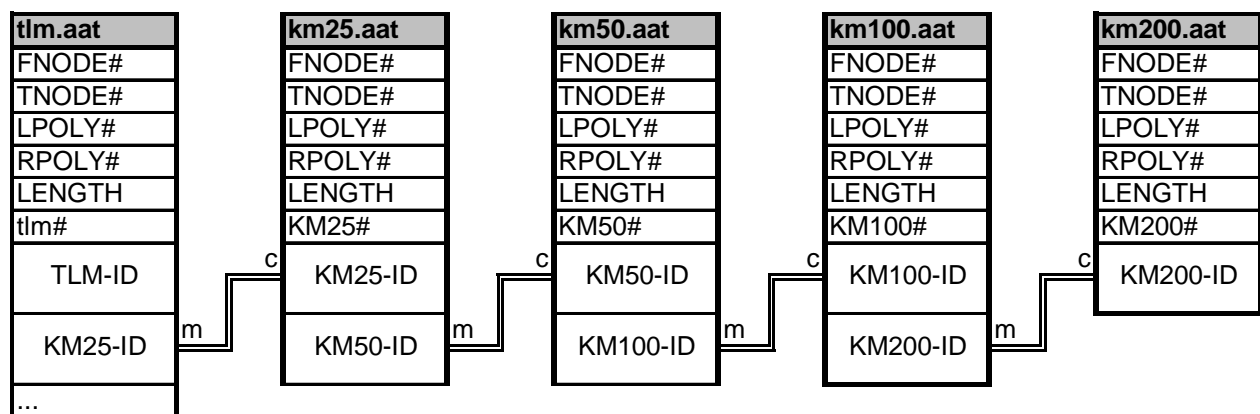 tlm.aat
FNODE#
TNODE#
LPOLY#
RPOLY#
LENGTH
tlm#
TLM-ID
KM25-ID
...
m
c
km25.aat
FNODE#
TNODE#
LPOLY#
RPOLY#
LENGTH
KM25#
KM25-ID
KM50-ID
m
c
km50.aat
FNODE#
TNODE#
LPOLY#
RPOLY#
LENGTH
KM50#
KM50-ID
KM100-ID
m
c
km100.aat
FNODE#
TNODE#
LPOLY#
RPOLY#
LENGTH
KM100#
KM100-ID
KM200-ID
m
c
km200.aat
FNODE#
TNODE#
LPOLY#
RPOLY#
LENGTH
KM200#
KM200-ID